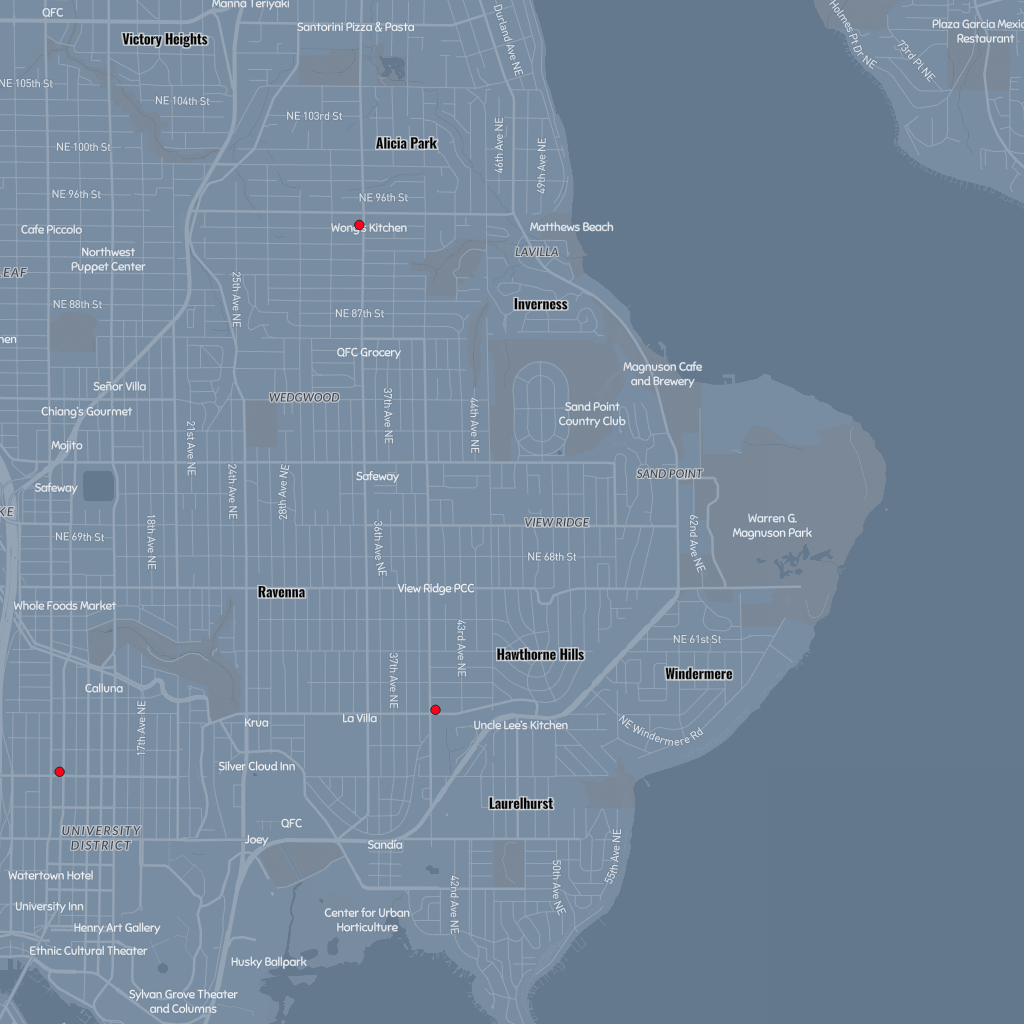 Manna Teriyaki
QFC
Santorini Pizza & Pasta
Durland Ave NE
Holmes Pt Dr NE
Plaza Garcia Mexic
Restaurant
73rd Pl NE
Victory Heights
NE 105th St
NE 104th St
NE 103rd St
46th Ave NE
49th Ave NE
Alicia Park
NE 100th St
NE 96th St
NE 96th St
Cafe Piccolo
Wong's Kitchen
Matthews Beach
Northwest
Puppet Center
LAVILLA
LEAF
25th Ave NE
NE 88th St
Inverness
NE 87th St
hen
QFC Grocery
Magnuson Cafe
and Brewery
Señor Villa
WEDGWOOD
37th Ave NE
44th Ave NE
Sand Point
Country Club
Chiang's Gourmet
21st Ave NE
Mojito
Safeway
24th Ave NE
28th Ave NE
Safeway
SAND POINT
KE
18th Ave NE
NE 69th St
36th Ave NE
VIEW RIDGE
62nd Ave NE
Warren G.
Magnuson Park
NE 68th St
Ravenna
View Ridge PCC
Whole Foods Market
43rd Ave NE
NE 61st St
Hawthorne Hills
Windermere
37th Ave NE
Calluna
17th Ave NE
Krua
La Villa
Uncle Lee's Kitchen
NE Windermere Rd
Silver Cloud Inn
Laurelhurst
QFC
UNIVERSITY
DISTRICT
Joey
Sandia
55th Ave NE
Watertown Hotel
42nd Ave NE
50th Ave NE
University Inn
Center for Urban
Horticulture
Henry Art Gallery
Ethnic Cultural Theater
Husky Ballpark
Sylvan Grove Theater
and Columns